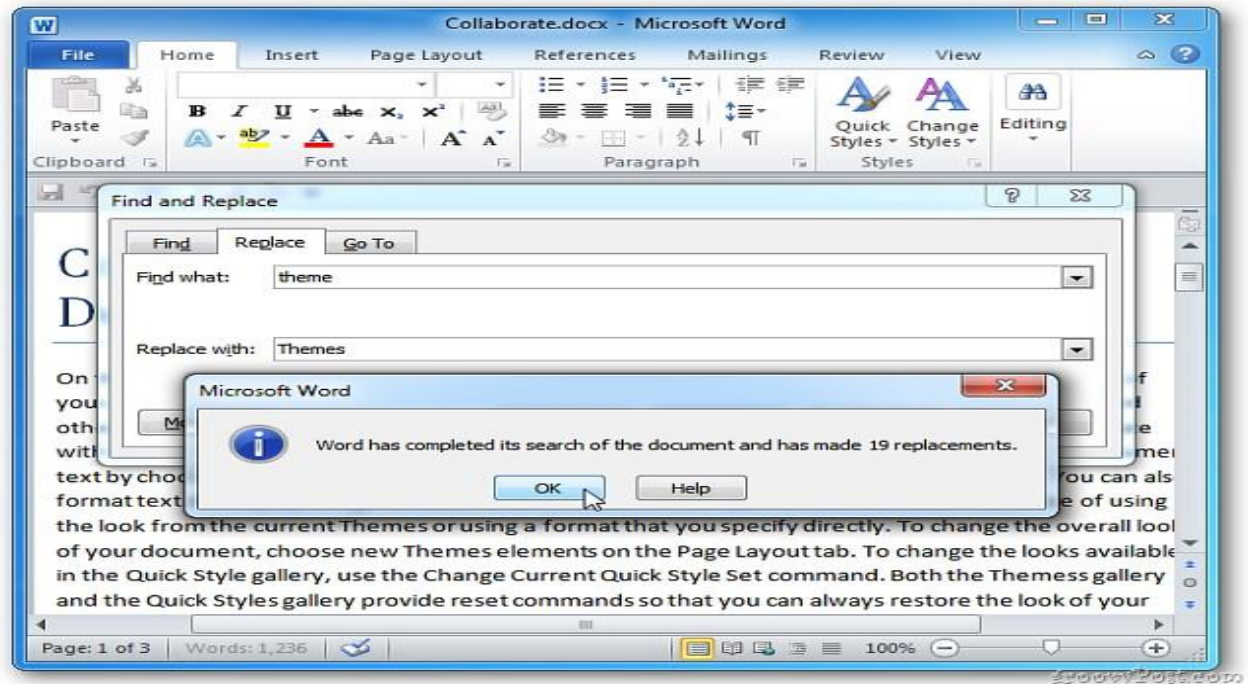 Collaborate.docx - Microsoft Word
File Home Insert Page Layout References Mailings Review View
Paste
Quick Styles
Change Styles
Editing
Clipboard Font Paragraph Styles
Find and Replace
Find Replace Go To
Find what: theme
Replace with: Themes
Microsoft Word
Word has completed its search of the document and has made 19 replacements.
OK Help
C
D
On
of
you
oth
with
text by You can
format text e of using
the look from the current Themes or using a format that you specify directly. To change the overall
of your document, choose new Themes elements on the Page Layout tab. To change the looks available
in the Quick Style gallery, use the Change Current Quick Style Set command. Both the Themess gallery
and the Quick Styles gallery provide reset commands so that you can always restore the look of your
Page: 1 of 3 Words: 1,236 100%
groovyPost.com